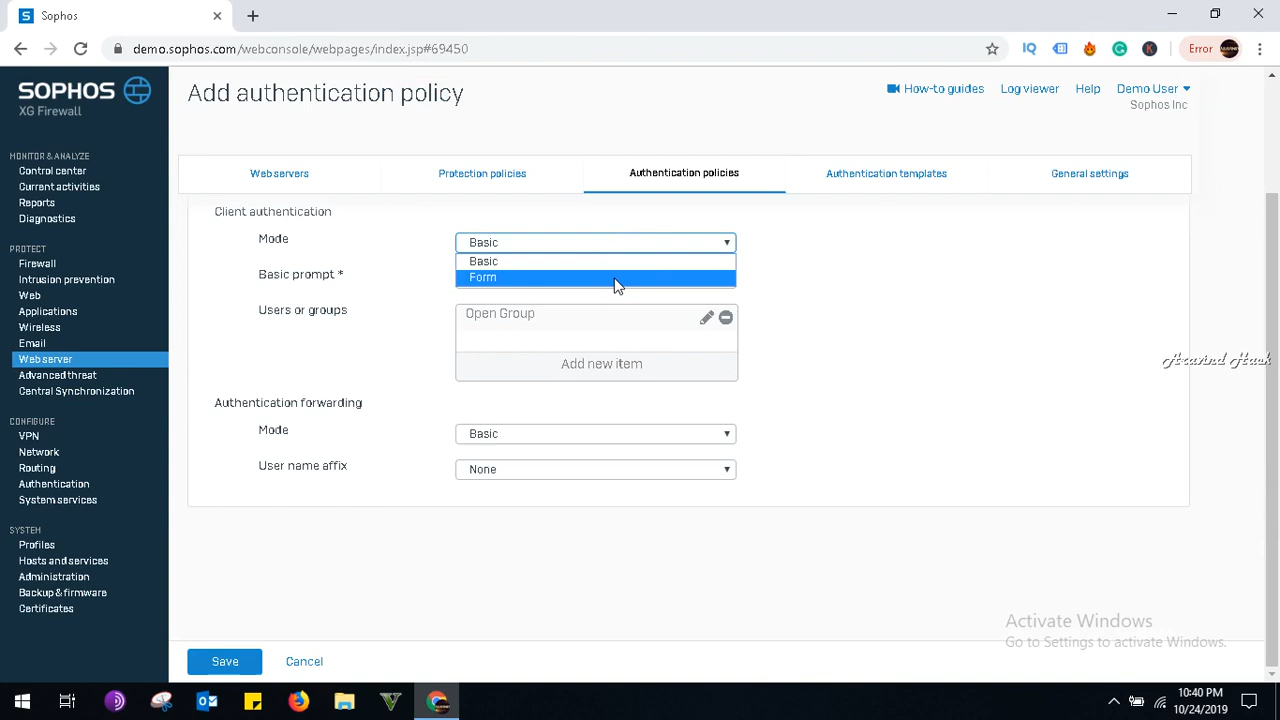 Sophos
demo.sophos.com/webconsole/webpages/index.jsp#69450
IQ
K
Error
SOPHOS
XG Firewall
Add authentication policy
How-to guides
Log viewer
Help
Demo User
Sophos Inc
MONITOR & ANALYZE
Control center
Current activities
Reports
Diagnostics
PROTECT
Firewall
Intrusion prevention
Web
Applications
Wireless
Email
Web server
Advanced threat
Central Synchronization
CONFIGURE
VPN
Network
Routing
Authentication
System services
SYSTEM
Profiles
Hosts and services
Administration
Backup & firmware
Certificates
Web servers
Protection policies
Authentication policies
Authentication templates
General settings
Client authentication
Mode
Basic
Basic
Form
Basic prompt *
Users or groups
Open Group
Add new item
Authentication forwarding
Mode
Basic
User name affix
None
Aravind Hack
Activate Windows
Go to Settings to activate Windows.
Save
Cancel
10:40 PM
10/24/2019